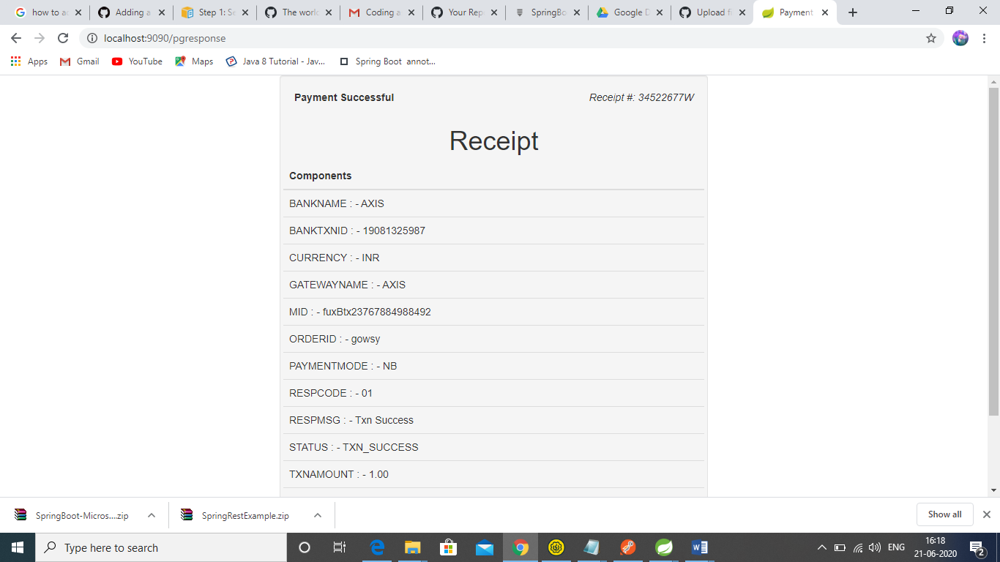 how to ac
Adding a
Step 1: Se
The world
Coding a
Your Rep
SpringBo
Google D
Upload fi
Payment
localhost:9090/pgresponse
Apps
Gmail
YouTube
Maps
Java 8 Tutorial - Jav...
Spring Boot annot...
Payment Successful
Receipt #: 34522677W
Receipt
Components
BANKNAME : - AXIS
BANKTXNID : - 19081325987
CURRENCY : - INR
GATEWAYNAME : - AXIS
MID : - fuxBtx23767884988492
ORDERID : - gowsy
PAYMENTMODE : - NB
RESPCODE : - 01
RESPMSG : - Txn Success
STATUS : - TXN_SUCCESS
TXNAMOUNT : - 1.00
SpringBoot-Micros....zip
SpringRestExample.zip
Show all
Type here to search
ENG
16:18
21-06-2020
2